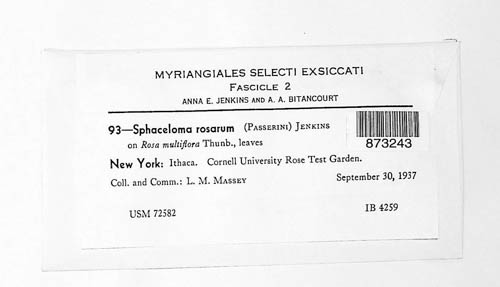 MYRIANGIALES SELECTI EXSICCATI
FASCICLE 2
ANNA E. JENKINS AND A. A. BITANCOURT
93—Sphaceloma rosarum (PASSERINI) JENKINS
on Rosa multiflora Thunb., leaves
873243
New York: Ithaca. Cornell University Rose Test Garden.
Coll. and Comm.: L. M. MASSEY September 30, 1937
USM 72582 IB 4259